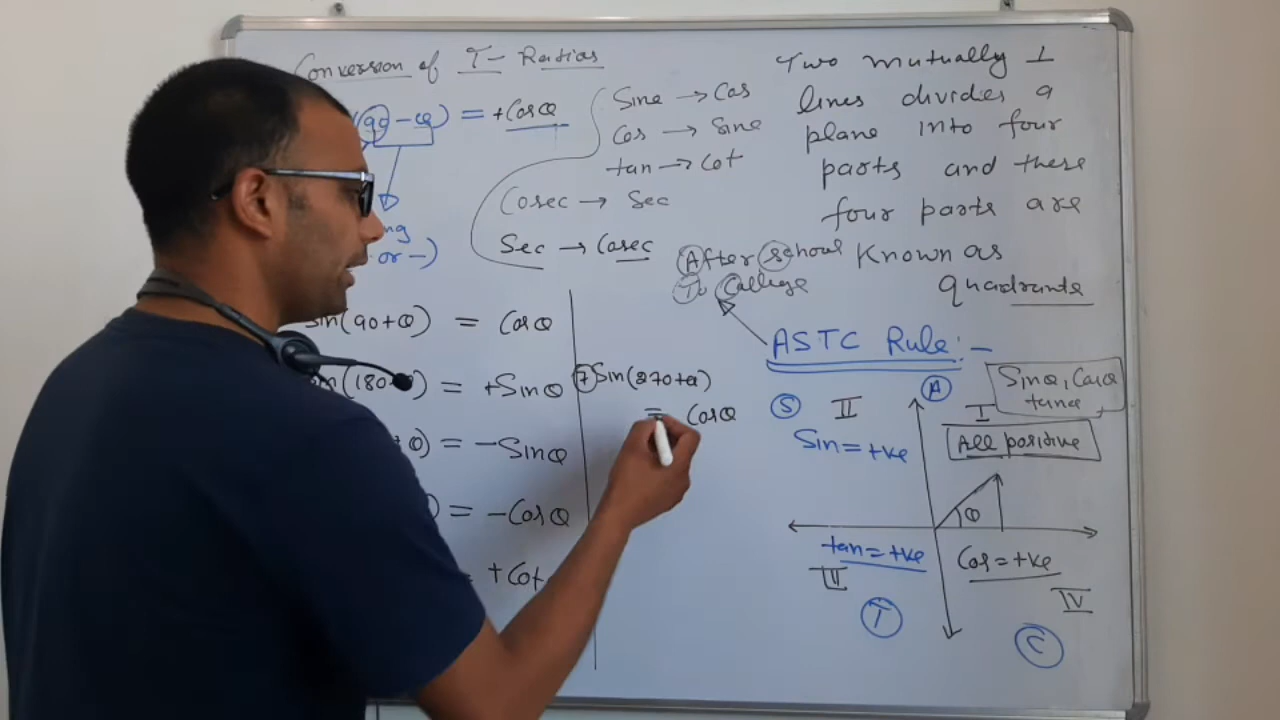 Conversion of T-Ratios
(90-θ) = +Cosθ
or -)
Sine → Cos
Cos → Sine
tan → Cot
Cosec → Sec
Sec → Cosec
Sin(90+θ) = Cosθ
= +Sinθ
θ) = -Sinθ
) = -Cosθ
= +Cot
7 Sin(270+θ)
= Cosθ
Two mutually ⊥
lines divides a
plane into four
parts and these
four parts are
Known as
quadrants
After school
To College
ASTC Rule:-
S II
Sin = +ve
A I
Sinθ, Cosθ
tanθ
All positive
θ
tan = +ve
III
T
Cos = +ve
IV
C